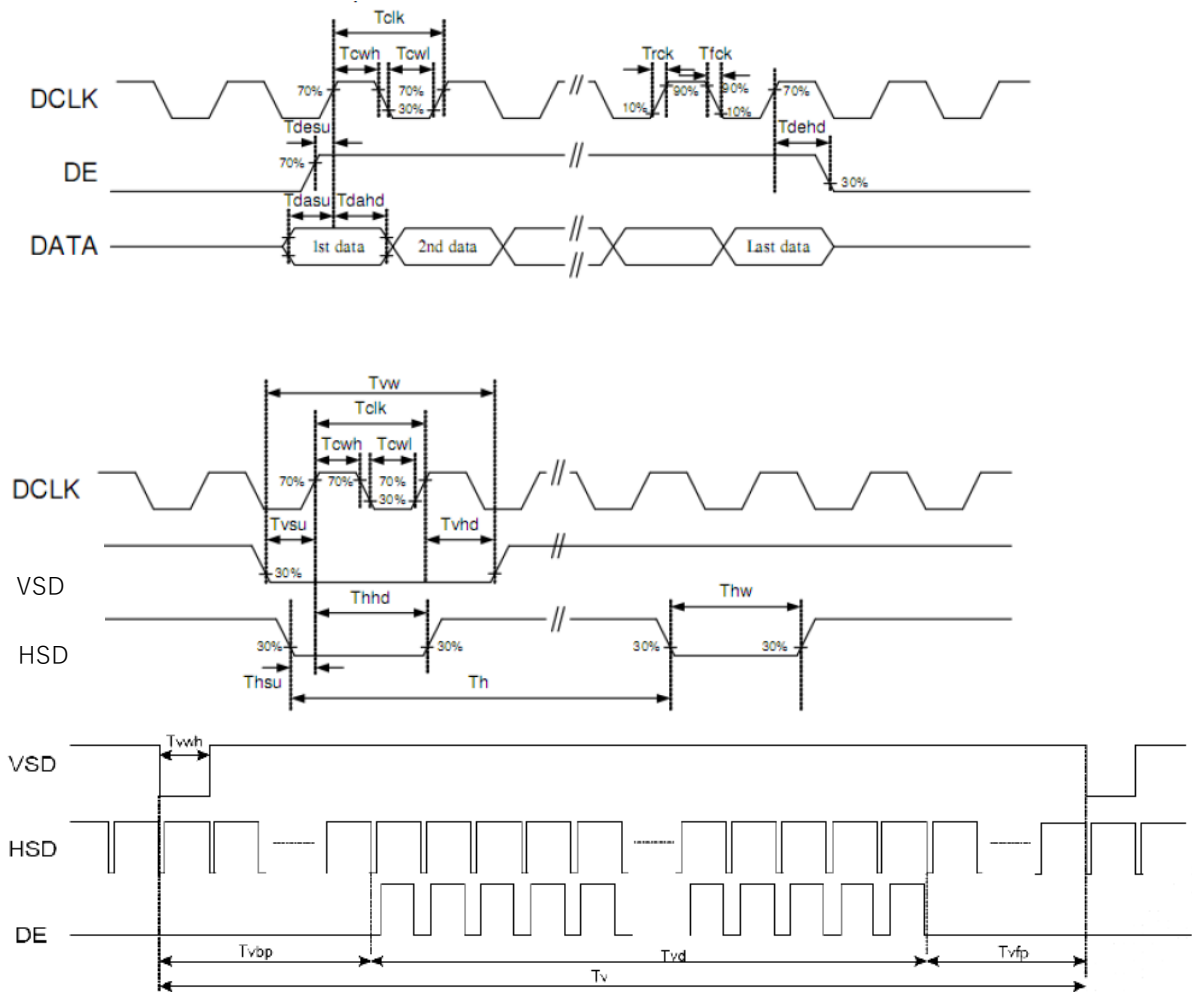 Tclk
Tcwh Tcwl Trck Tfck
DCLK 70% 70% 30% 10% 90% 90% 10% 70%
Tdesu Tdehd
DE 70% 30%
Tdasu Tdahd
DATA 1st data 2nd data Last data
Tvw
Tclk
Tcwh Tcwl
DCLK 70% 70% 70% 30%
Tvsu Tvhd
VSD 30%
Thhd Thw
HSD 30% 30% 30% 30%
Thsu Th
VSD Tvwh
HSD
DE
Tvbp Tvd Tvfp
Tv